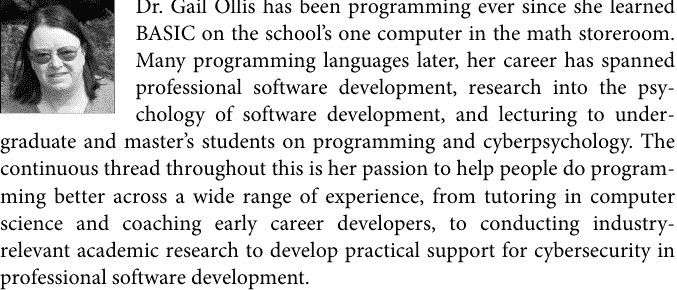 Dr. Gail Ollis has been programming ever since she learned
BASIC on the school’s one computer in the math storeroom.
Many programming languages later, her career has spanned
professional software development, research into the psy-
chology of software development, and lecturing to under-
graduate and master’s students on programming and cyberpsychology. The
continuous thread throughout this is her passion to help people do program-
ming better across a wide range of experience, from tutoring in computer
science and coaching early career developers, to conducting industry-
relevant academic research to develop practical support for cybersecurity in
professional software development.